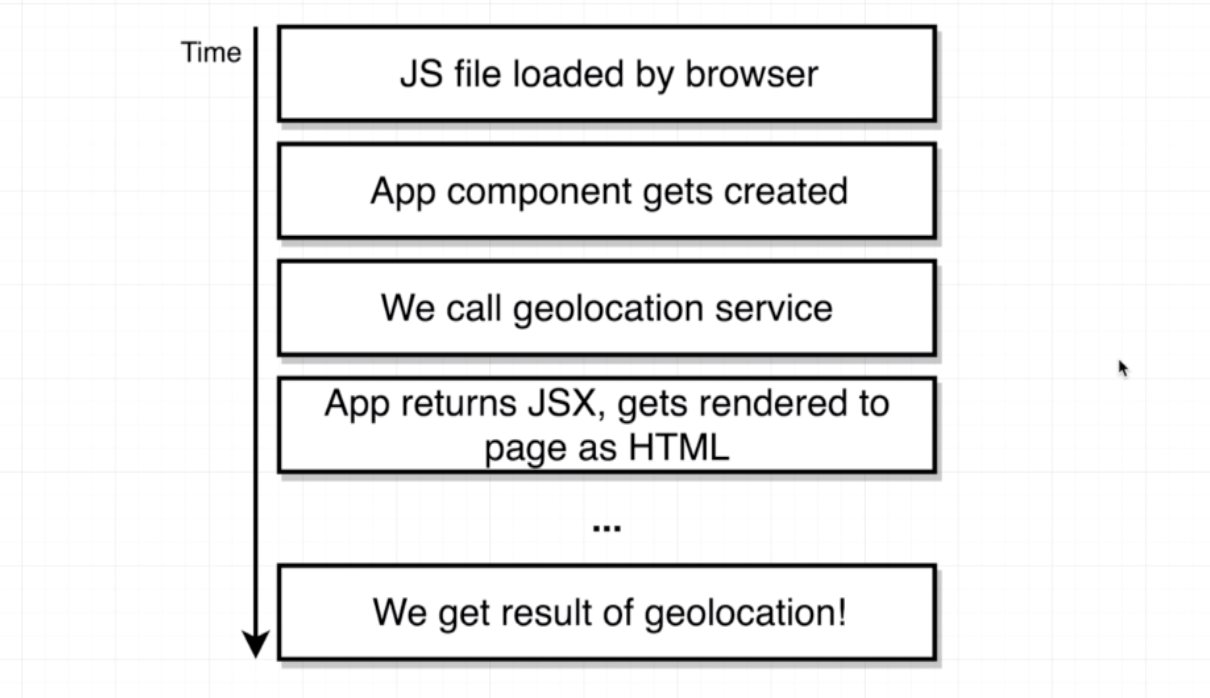 Time
JS file loaded by browser
App component gets created
We call geolocation service
App returns JSX, gets rendered to
page as HTML
...
We get result of geolocation!